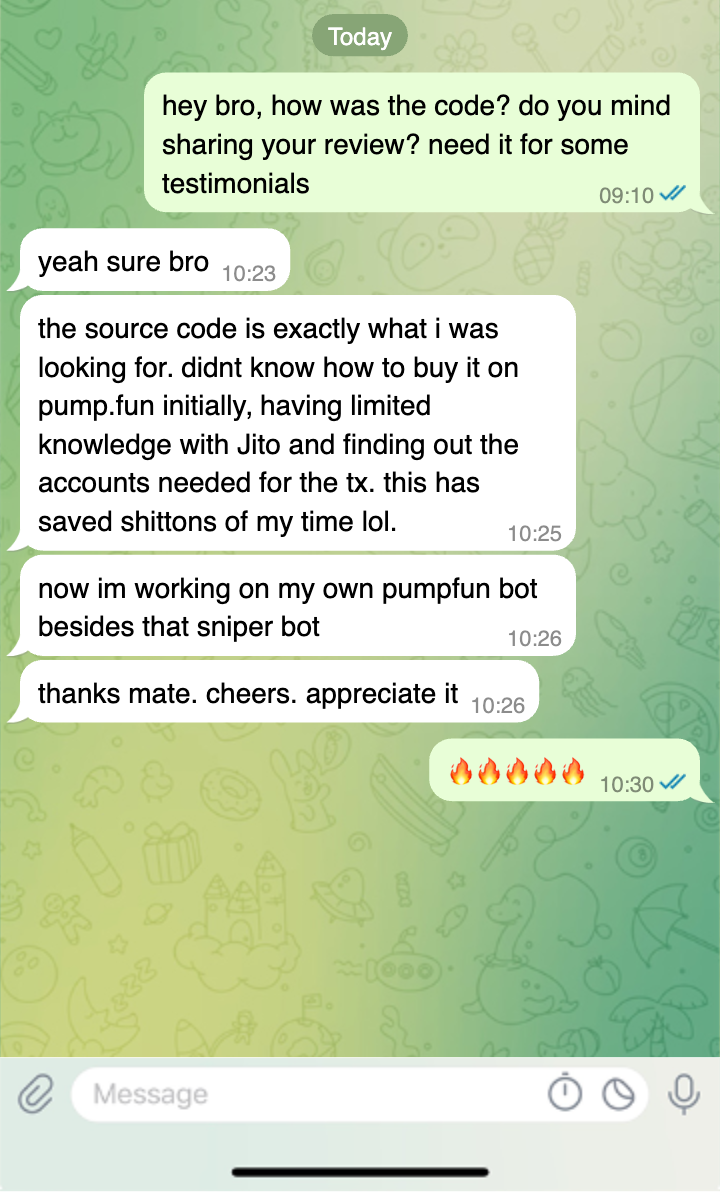 Today
hey bro, how was the code? do you mind
sharing your review? need it for some
testimonials
09:10
yeah sure bro 10:23
the source code is exactly what i was
looking for. didnt know how to buy it on
pump.fun initially, having limited
knowledge with Jito and finding out the
accounts needed for the tx. this has
saved shittons of my time lol.
10:25
now im working on my own pumpfun bot
besides that sniper bot
10:26
thanks mate. cheers. appreciate it 10:26
🔥🔥🔥🔥🔥 10:30
Message